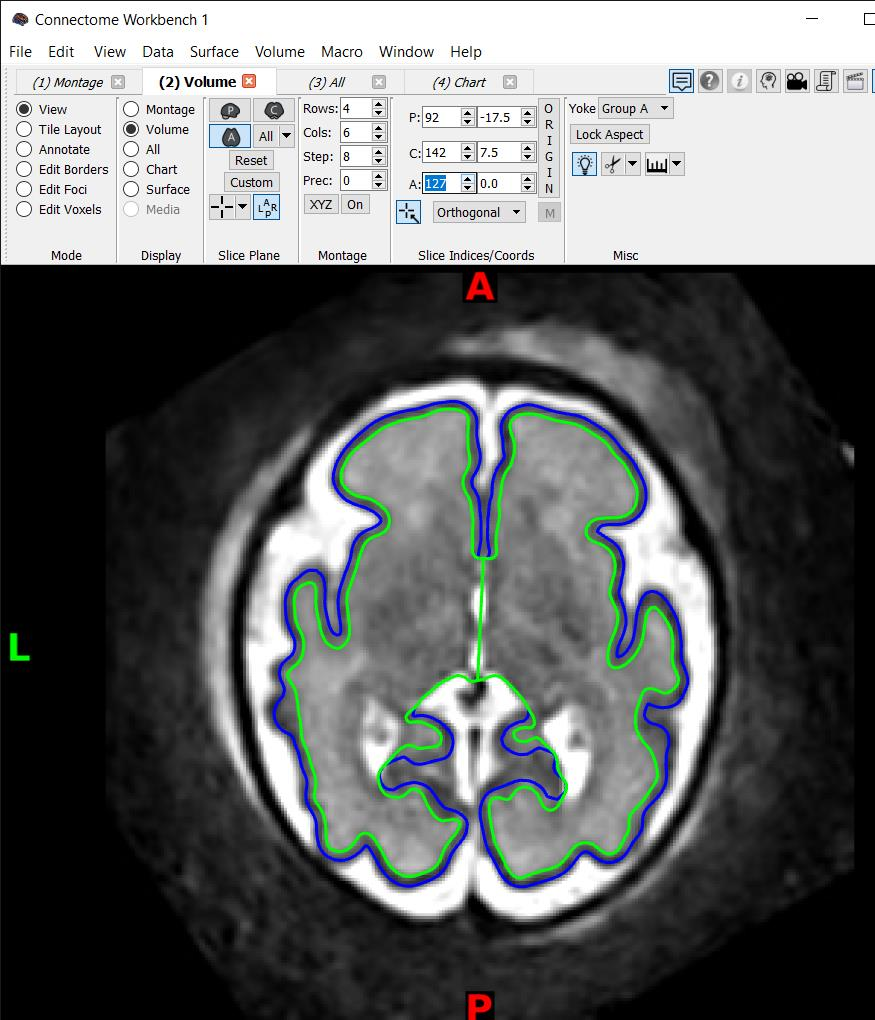 Connectome Workbench 1
File Edit View Data Surface Volume Macro Window Help
(1) Montage (2) Volume (3) All (4) Chart
View
Tile Layout
Annotate
Edit Borders
Edit Foci
Edit Voxels
Mode
Montage
Volume
All
Chart
Surface
Media
Display
P C
A All
Reset
Custom
L A R P
Slice Plane
Rows: 4
Cols: 6
Step: 8
Prec: 0
XYZ On
Montage
P: 92 -17.5
C: 142 7.5
A: 127 0.0
Orthogonal
ORIGIN
M
Slice Indices/Coords
Yoke Group A
Lock Aspect
Misc
A
L
P